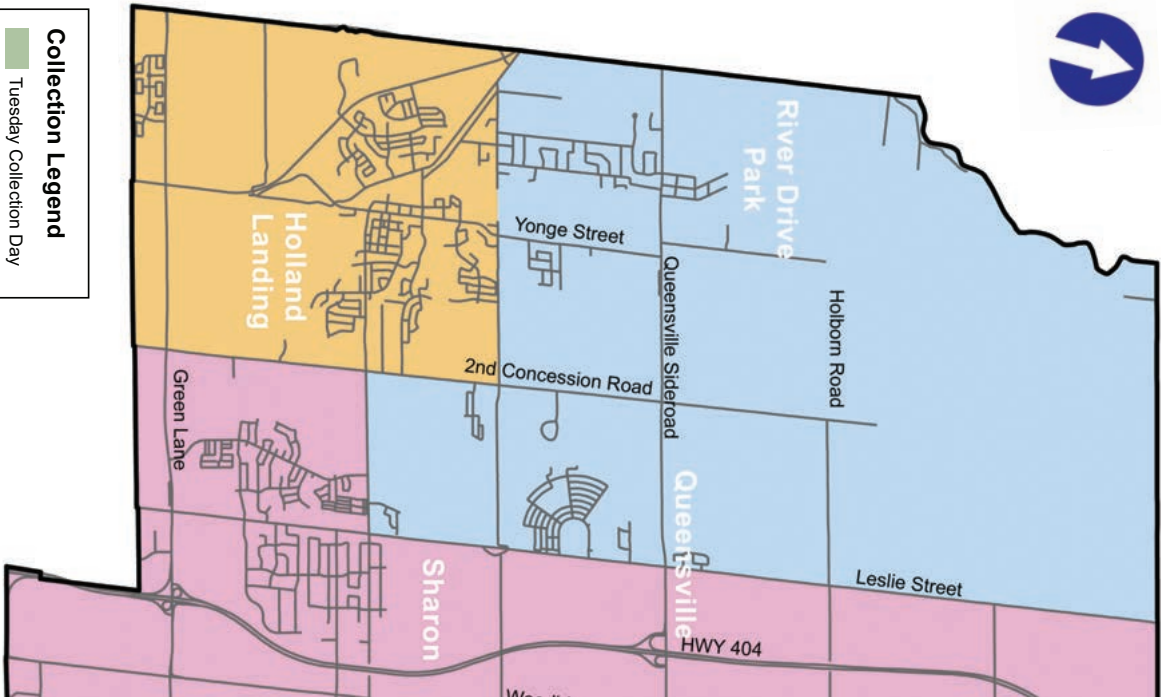 Collection Legend
Tuesday Collection Day
River Drive
Park
Yonge Street
Queensville Sideroad
Holborn Road
Holland
Landing
2nd Concession Road
Green Lane
Queensville
Sharon
Leslie Street
HWY 404